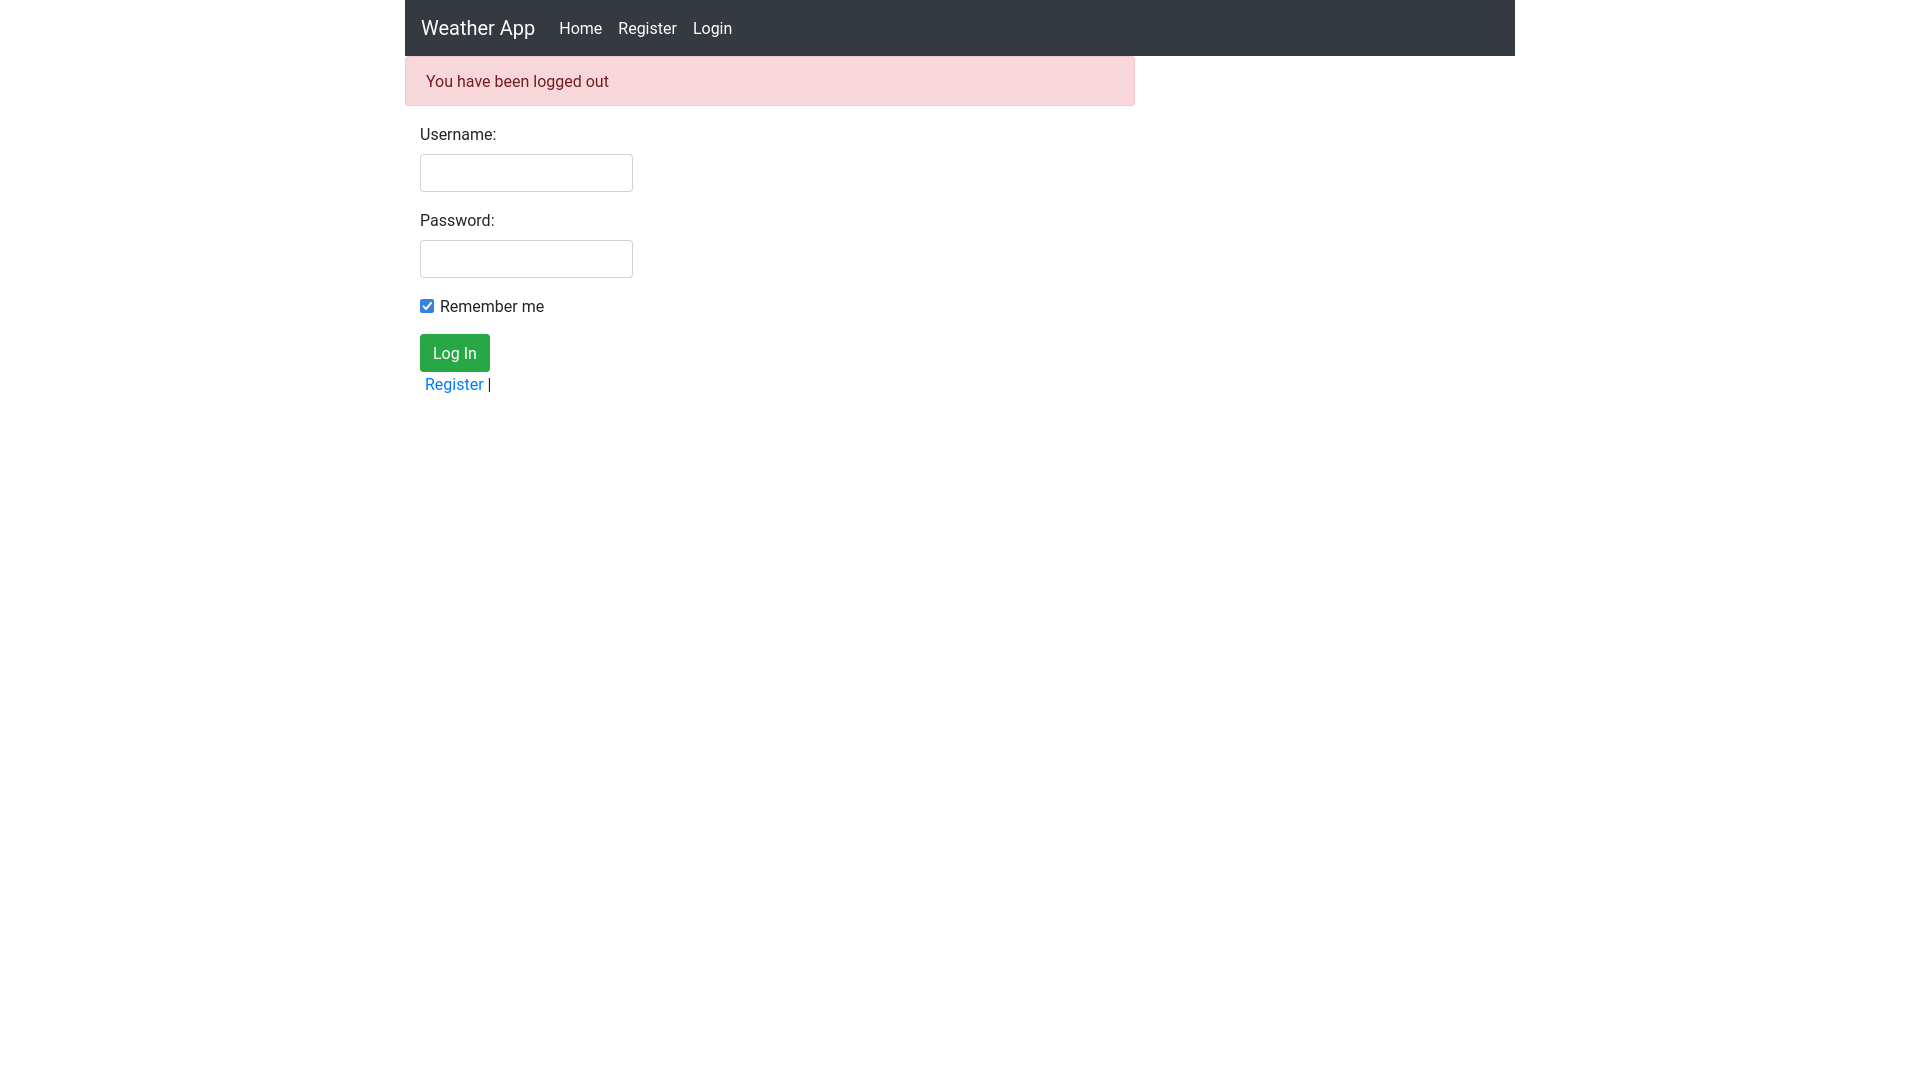 Weather App Home Register Login
You have been logged out
Username:
Password:
Remember me
Log In
Register |